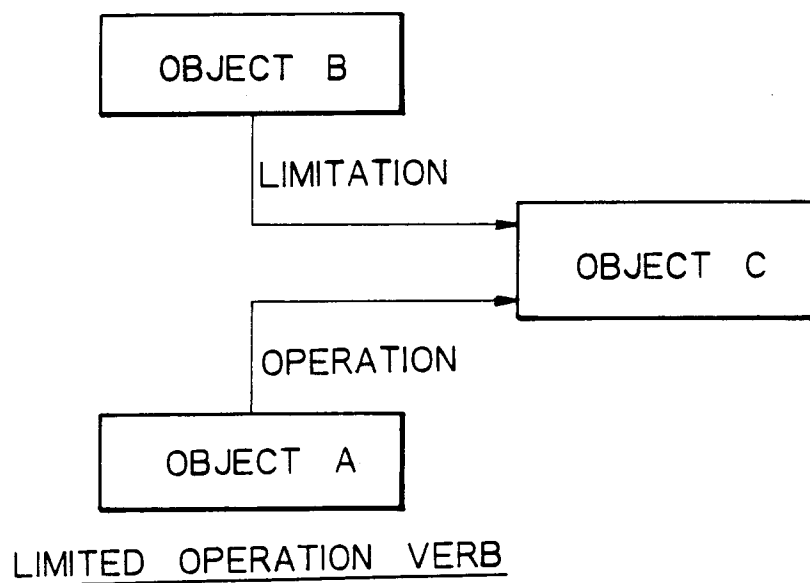 OBJECT B
LIMITATION
OBJECT C
OPERATION
OBJECT A
LIMITED OPERATION VERB